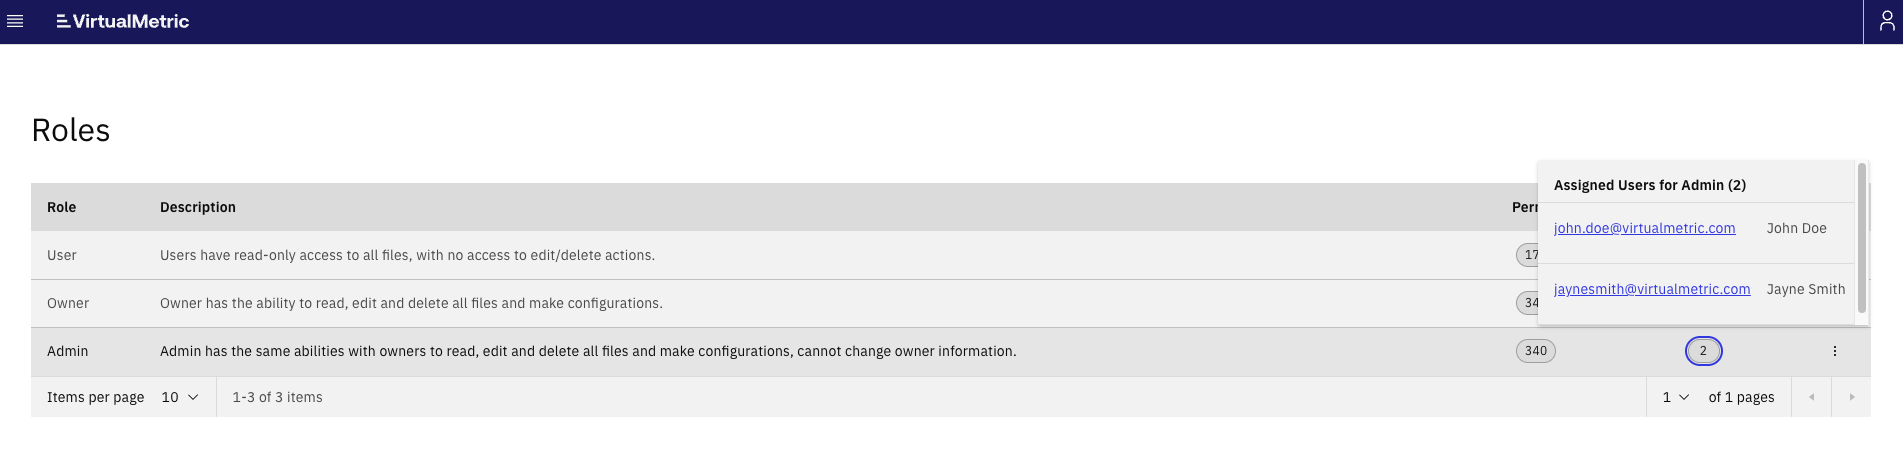 VirtualMetric
Roles
Assigned Users for Admin (2)
john.doe@virtualmetric.com John Doe
jaynesmith@virtualmetric.com Jayne Smith
Role Description
User Users have read-only access to all files, with no access to edit/delete actions.
Owner Owner has the ability to read, edit and delete all files and make configurations.
Admin Admin has the same abilities with owners to read, edit and delete all files and make configurations, cannot change owner information. 340 2
Items per page 10 1-3 of 3 items 1 of 1 pages